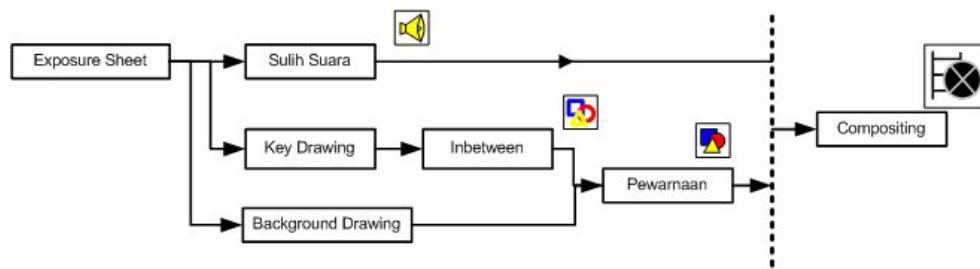 Exposure Sheet
Sulih Suara
Key Drawing
Inbetween
Background Drawing
Pewarnaan
Compositing